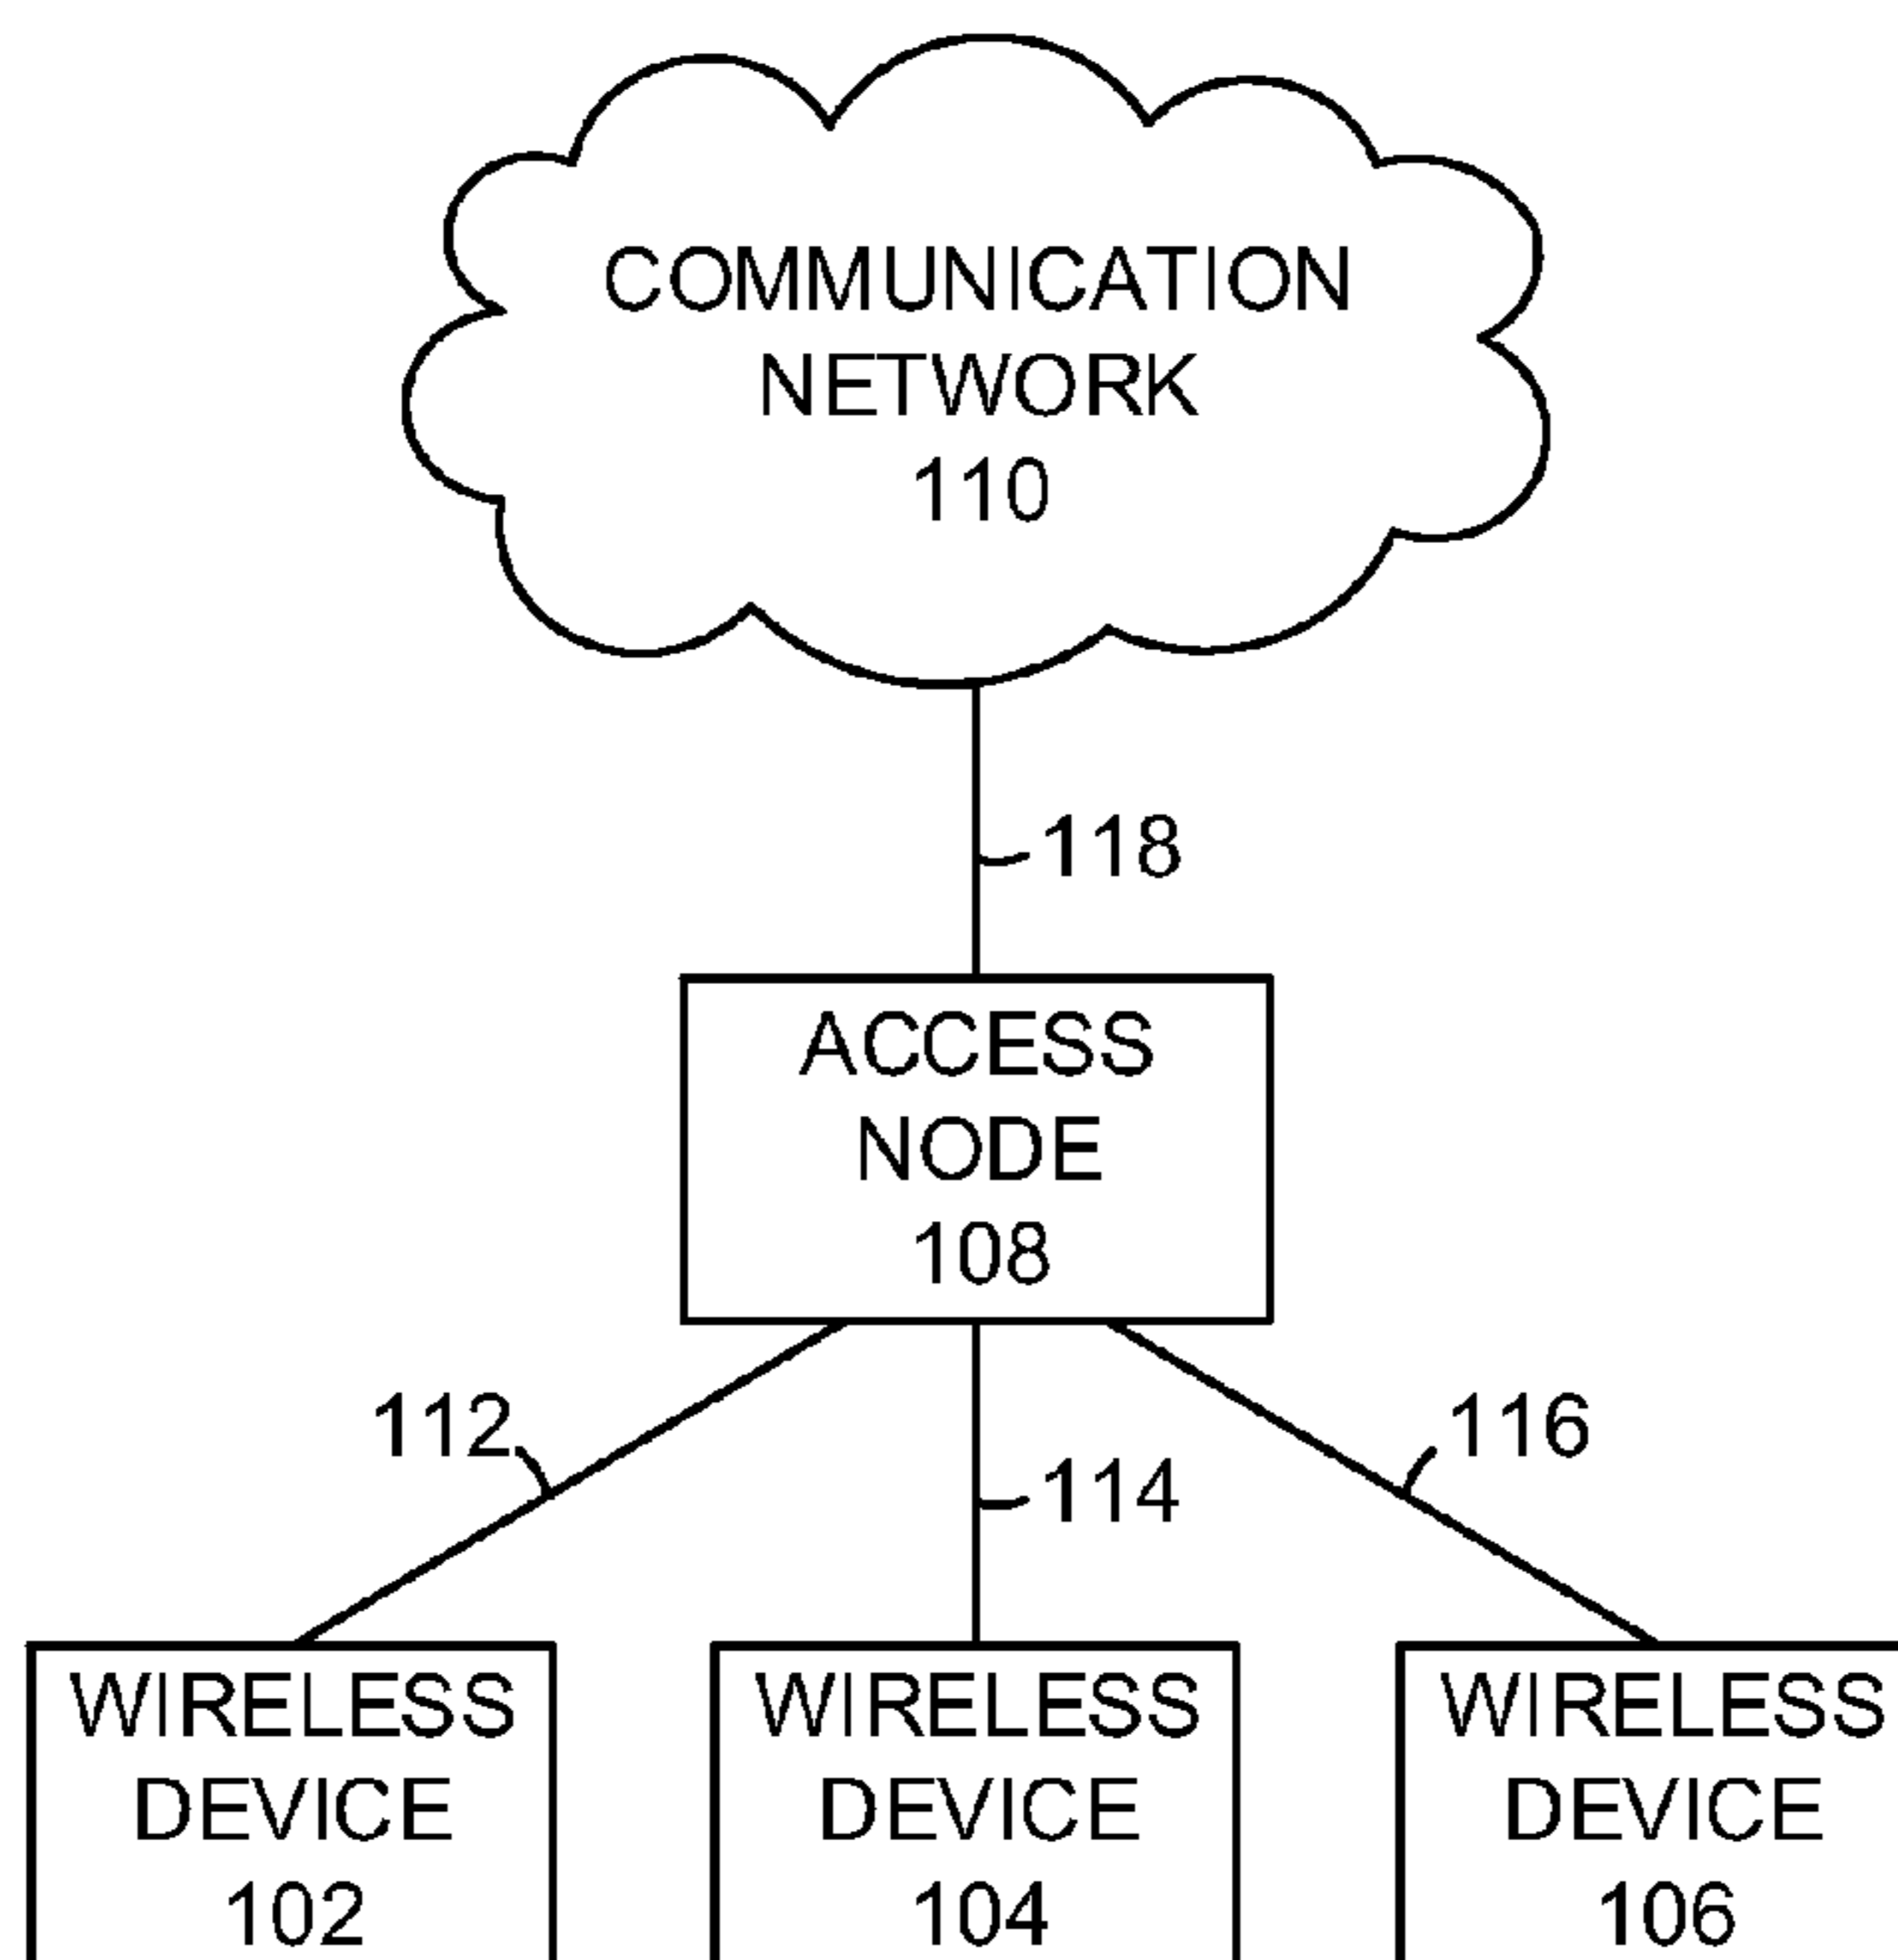 COMMUNICATION
NETWORK
110
118
ACCESS
NODE
108
112
114
116
WIRELESS
DEVICE
102
WIRELESS
DEVICE
104
WIRELESS
DEVICE
106